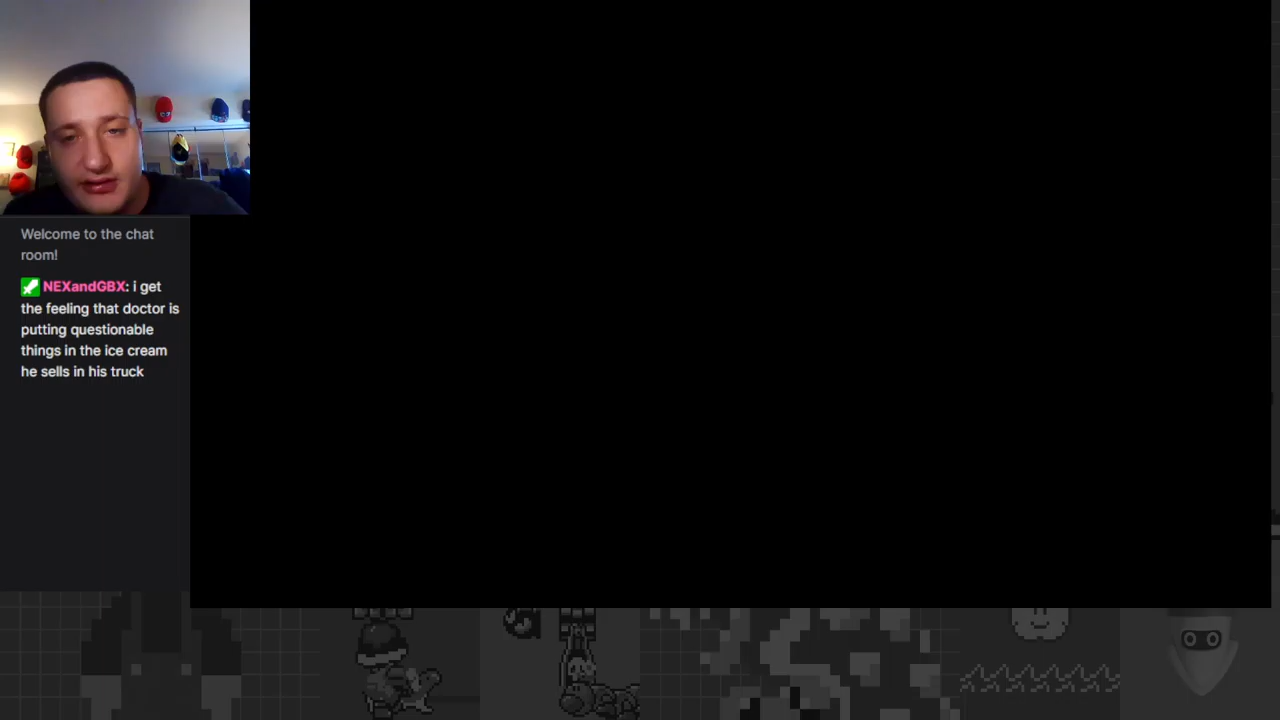 Welcome to the chat
room!
NEXandGBX: i get
the feeling that doctor is
putting questionable
things in the ice cream
he sells in his truck